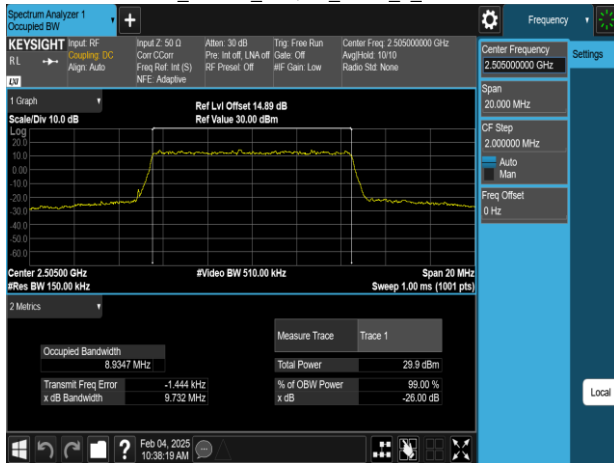 Spectrum Analyzer 1
Occupied BW
Frequency
KEYSIGHT
RL
LXI
Input: RF
Coupling: DC
Align: Auto
Input Z: 50 Ω
Corr CCorr
Freq Ref: Int (S)
NFE: Adaptive
Atten: 30 dB
Pre: Int off, LNA off
RF Preset: Off
Trig: Free Run
Gate: Off
#IF Gain: Low
Center Freq: 2.505000000 GHz
Avg|Hold: 10/10
Radio Std: None
Center Frequency
2.505000000 GHz
Settings
Span
20.000 MHz
CF Step
2.000000 MHz
Auto
Man
Freq Offset
0 Hz
Local
1 Graph
Scale/Div 10.0 dB
Ref Lvl Offset 14.89 dB
Ref Value 30.00 dBm
Log
20.0
10.0
0.00
-10.0
-20.0
-30.0
-40.0
-50.0
-60.0
Center 2.50500 GHz
#Video BW 510.00 kHz
Span 20 MHz
#Res BW 150.00 kHz
Sweep 1.00 ms (1001 pts)
2 Metrics
Measure Trace
Trace 1
Occupied Bandwidth
8.9347 MHz
Total Power
29.9 dBm
Transmit Freq Error
-1.444 kHz
% of OBW Power
99.00 %
x dB Bandwidth
9.732 MHz
x dB
-26.00 dB
?
Feb 04, 2025
10:38:19 AM